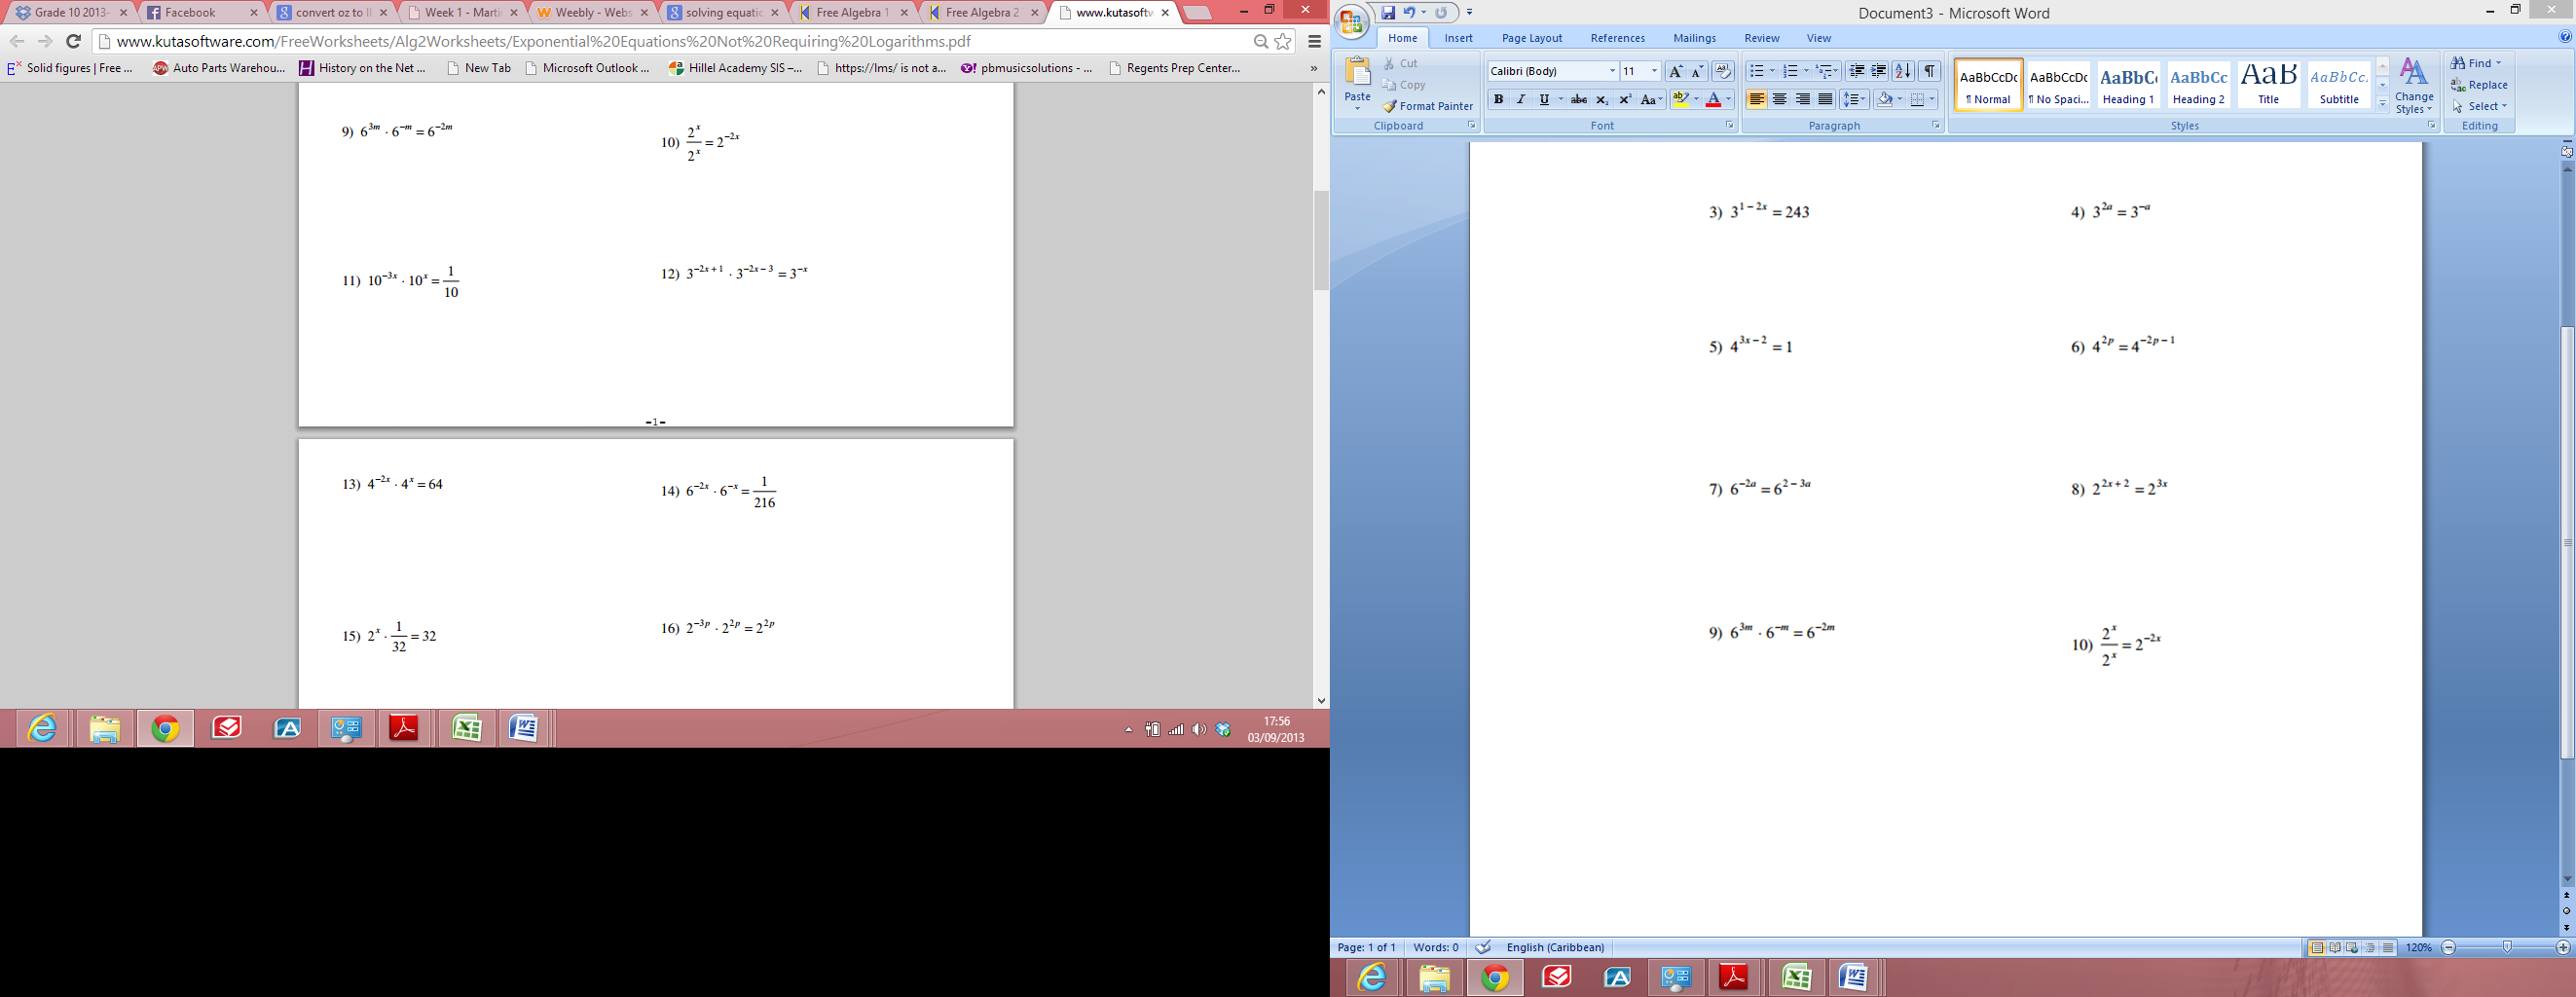 Grade 10 2013-
Facebook
convert oz to ll
Week 1 - Marti
Weebly - Webs
solving equatic
Free Algebra 1
Free Algebra 2
www.kutasoftw
www.kutasoftware.com/FreeWorksheets/Alg2Worksheets/Exponential%20Equations%20Not%20Requiring%20Logarithms.pdf
Solid figures | Free ...
Auto Parts Warehou...
History on the Net ...
New Tab
Microsoft Outlook ...
Hillel Academy SIS –...
https://lms/ is not a...
pbmusicsolutions - ...
Regents Prep Center...
»
9) 6^{3m} · 6^{−m} = 6^{−2m}
10) 2^x / 2^x = 2^{−2x}
11) 10^{−3x} · 10^x = 1/10
12) 3^{−2x + 1} · 3^{−2x − 3} = 3^{−x}
-1-
13) 4^{−2x} · 4^x = 64
14) 6^{−2x} · 6^{−x} = 1/216
15) 2^x · 1/32 = 32
16) 2^{−3p} · 2^{2p} = 2^{2p}
17:56
03/09/2013
Document3 - Microsoft Word
Home Insert Page Layout References Mailings Review View
Paste
Cut
Copy
Format Painter
Clipboard
Calibri (Body) 11
B I U abc x₂ x² Aa
Font
Paragraph
AaBbCcDc AaBbCcDc AaBbC AaBbCc AaB AaBbCc.
¶ Normal ¶ No Spaci... Heading 1 Heading 2 Title Subtitle
Change
Styles
Styles
Find
Replace
Select
Editing
3) 3^{1 − 2x} = 243
4) 3^{2a} = 3^{−a}
5) 4^{3x − 2} = 1
6) 4^{2p} = 4^{−2p − 1}
7) 6^{−2a} = 6^{2 − 3a}
8) 2^{2x + 2} = 2^{3x}
9) 6^{3m} · 6^{−m} = 6^{−2m}
10) 2^x / 2^x = 2^{−2x}
Page: 1 of 1 Words: 0 English (Caribbean) 120%